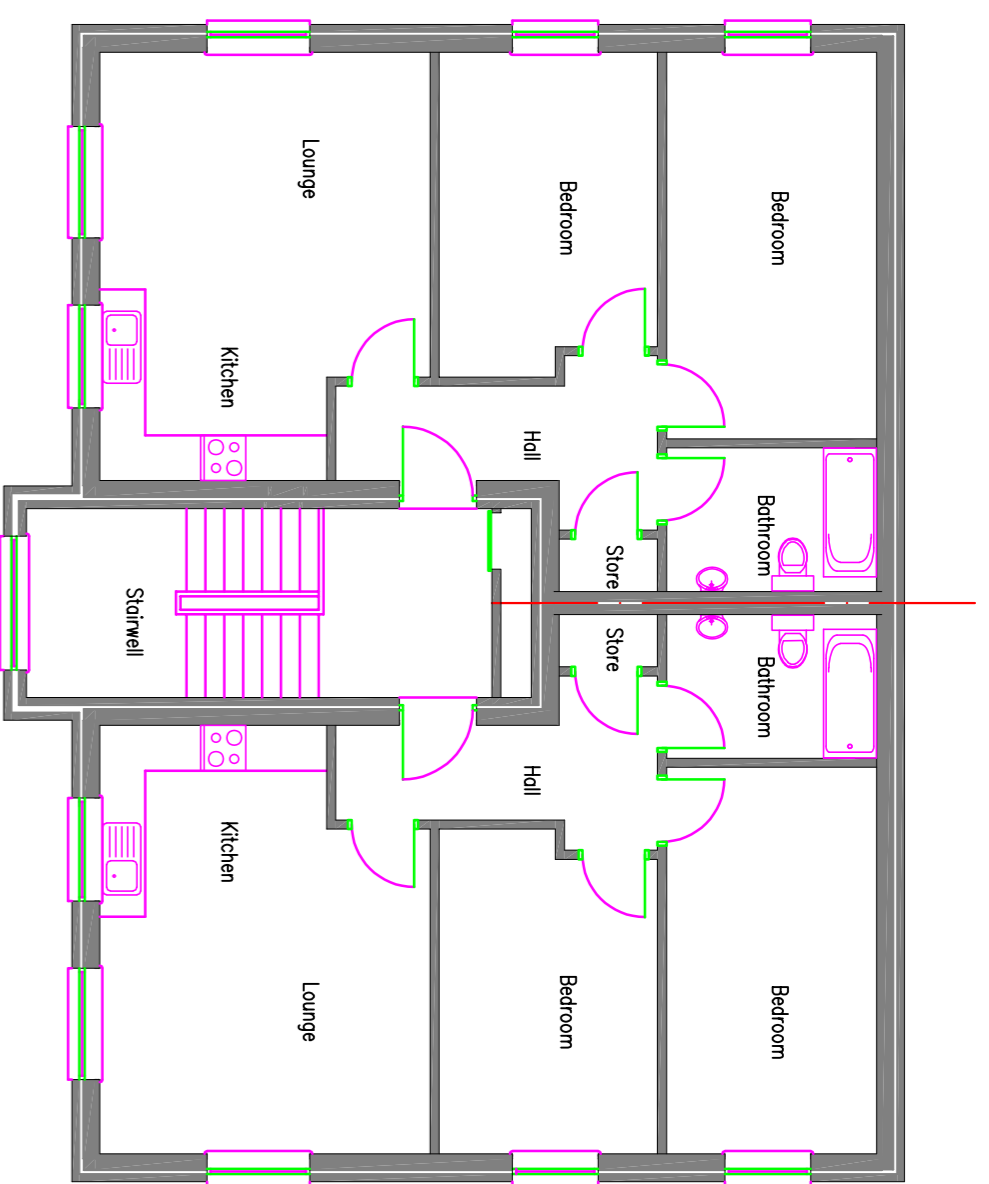 Lounge
Bedroom
Bedroom
Kitchen
Hall
Bathroom
Store
Stairwell
Store
Bathroom
Hall
Kitchen
Lounge
Bedroom
Bedroom